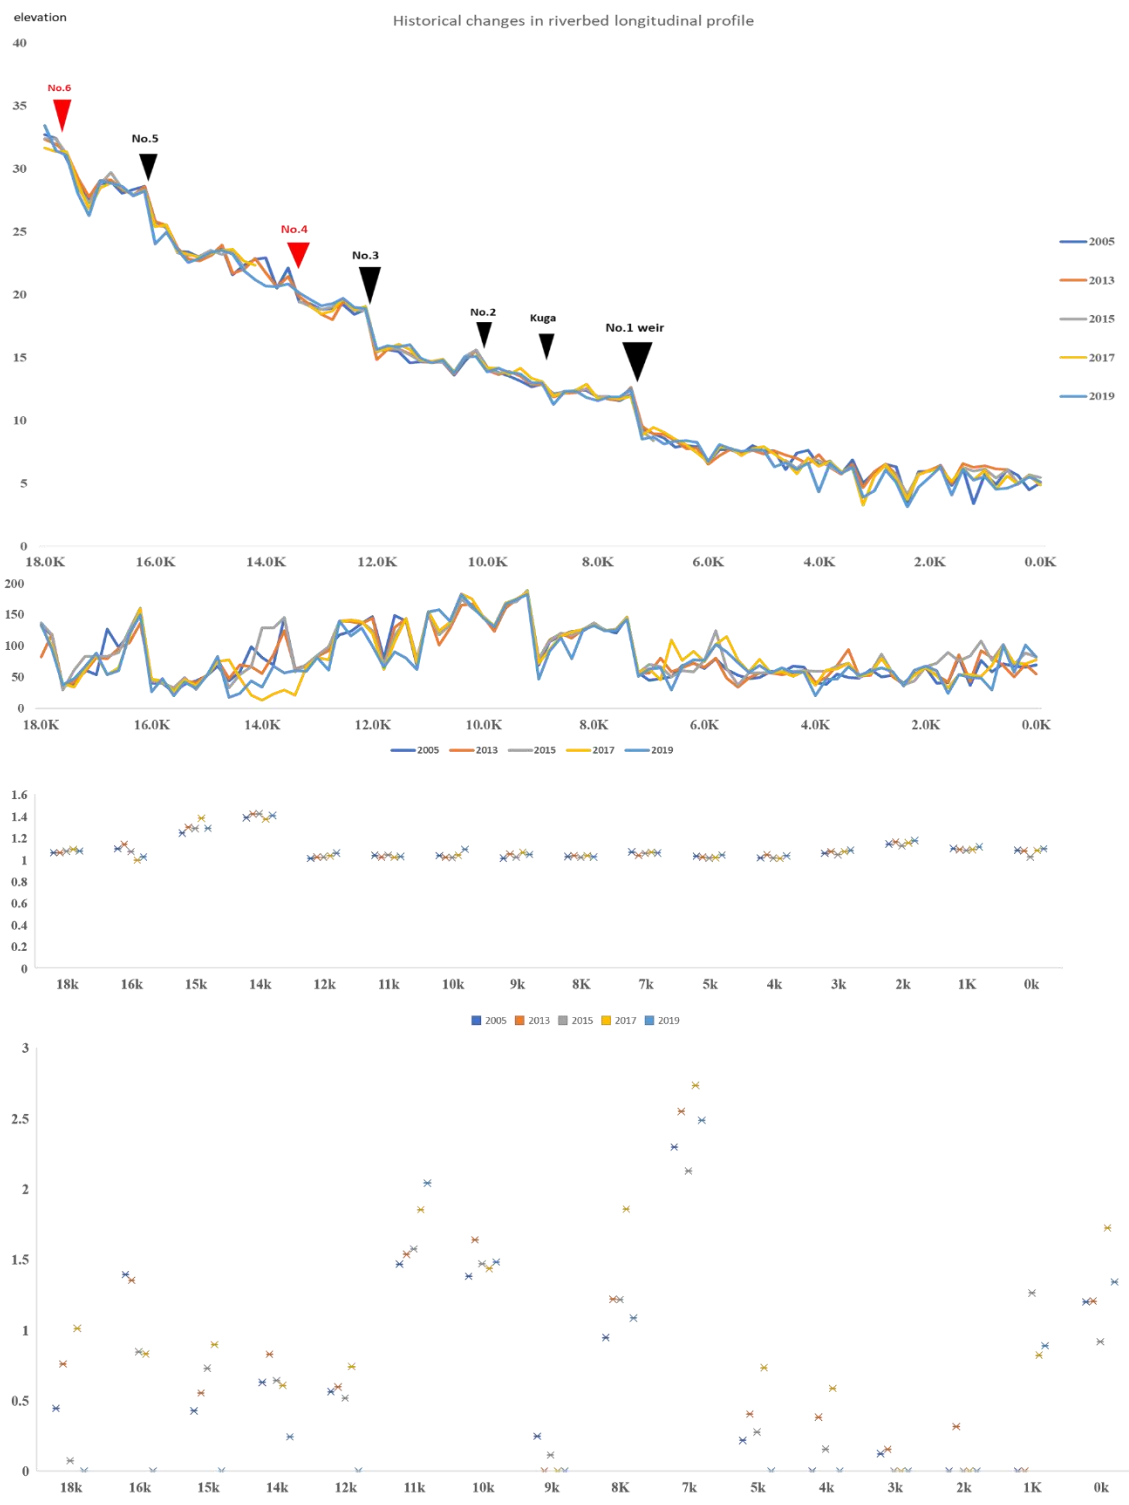 elevation
Historical changes in riverbed longitudinal profile
40
35
30
25
20
15
10
5
0
No.6
No.5
No.4
No.3
No.2
Kuga
No.1 weir
2005
2013
2015
2017
2019
18.0K 16.0K 14.0K 12.0K 10.0K 8.0K 6.0K 4.0K 2.0K 0.0K
200
150
100
50
0
18.0K 16.0K 14.0K 12.0K 10.0K 8.0K 6.0K 4.0K 2.0K 0.0K
2005 2013 2015 2017 2019
1.6
1.4
1.2
1
0.8
0.6
0.4
0.2
0
18k 16k 15k 14k 12k 11k 10k 9k 8K 7k 5k 4k 3k 2k 1K 0k
2005 2013 2015 2017 2019
3
2.5
2
1.5
1
0.5
0
18k 16k 15k 14k 12k 11k 10k 9k 8K 7k 5k 4k 3k 2k 1K 0k